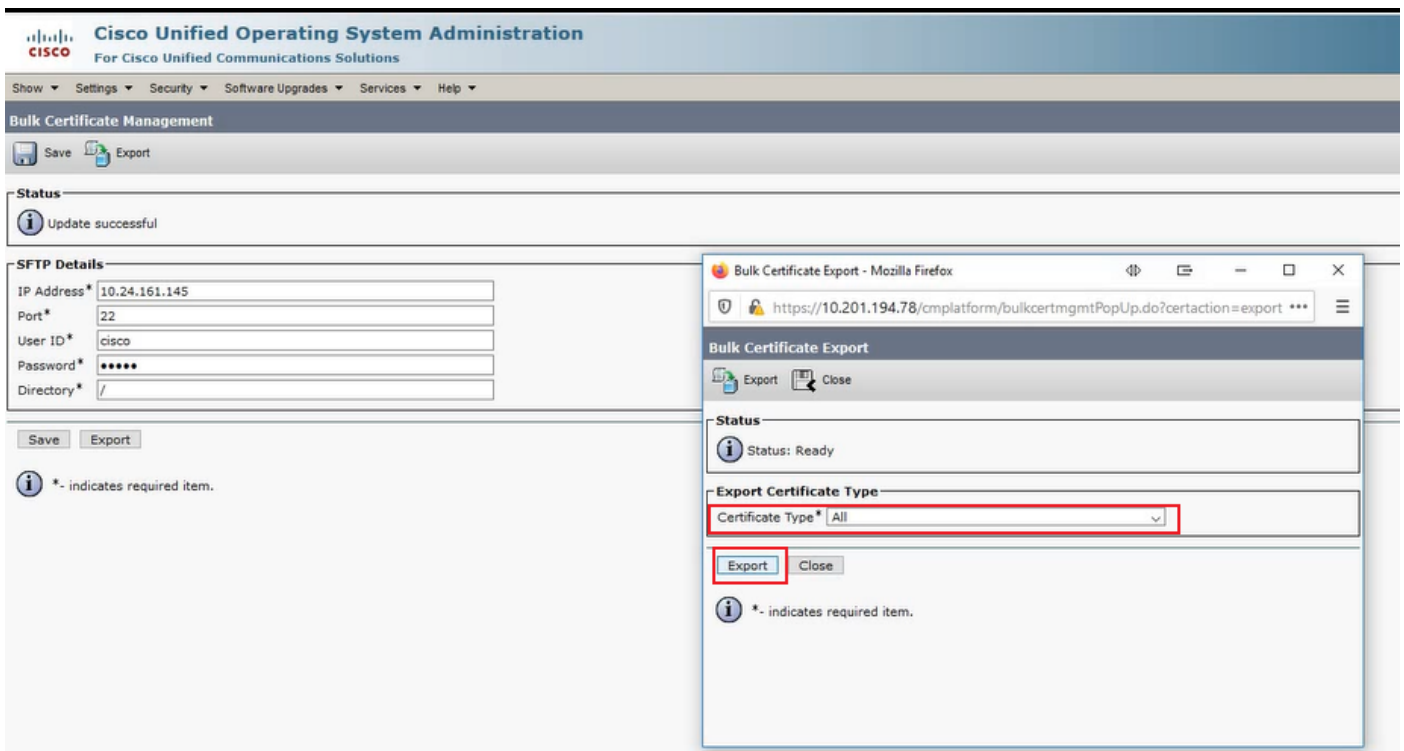 CISCO
Cisco Unified Operating System Administration
For Cisco Unified Communications Solutions
Show Settings Security Software Upgrades Services Help
Bulk Certificate Management
Save Export
Status
Update successful
SFTP Details
IP Address* 10.24.161.145
Port* 22
User ID* cisco
Password* •••••
Directory* /
Save Export
*- indicates required item.
Bulk Certificate Export - Mozilla Firefox
https://10.201.194.78/cmplatform/bulkcertmgmtPopUp.do?certaction=export •••
Bulk Certificate Export
Export Close
Status
Status: Ready
Export Certificate Type
Certificate Type* All
Export Close
*- indicates required item.